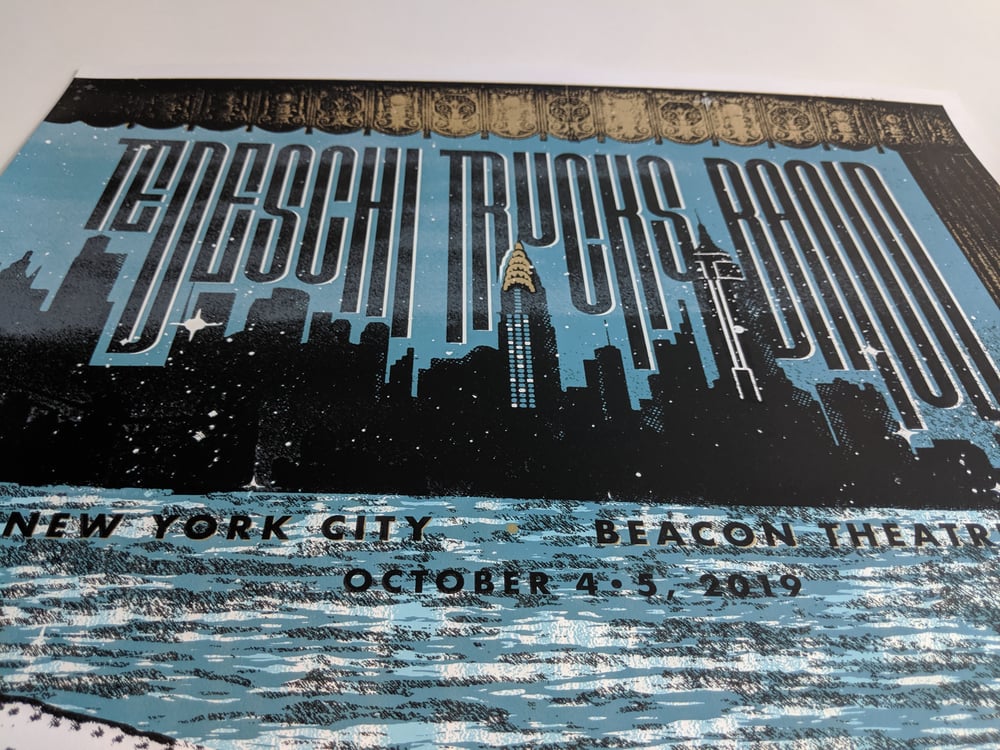 TEDESCHI TRUCKS BAND
NEW YORK CITY • BEACON THEATR
OCTOBER 4•5, 2019